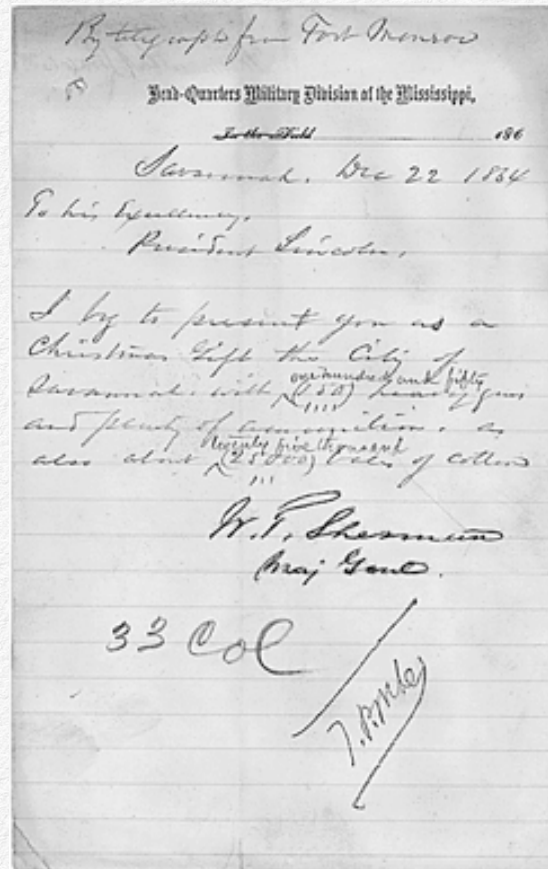 By telegraph from Fort Monroe
Head-Quarters Military Division of the Mississippi,
In the Field 186
Savannah, Dec 22 1864
To his Excellency,
President Lincoln,
I beg to present you as a
Christmas Gift the City of
one hundred and fifty
Savannah, with (150) heavy guns
and plenty of ammunition, as
twenty five thousand
also about (25000) bales of cotton
W. T. Sherman
Maj Genl.
33 Col